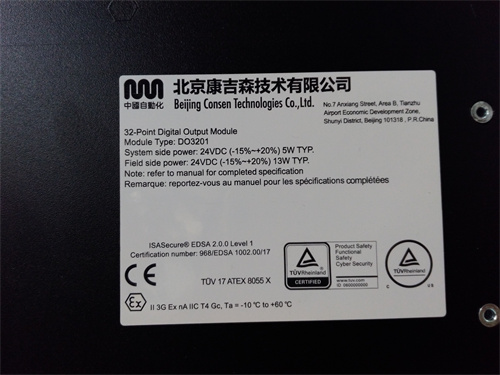 中國自動化
北京康吉森技术有限公司
Beijing Consen Technologies Co.,Ltd.
No.7 Anxiang Street, Area B, Tianzhu
Airport Economic Development Zone,
Shunyi District, Beijing 101318 , P.R.China
32-Point Digital Output Module
Module Type: DO3201
System side power: 24VDC (-15%~+20%) 5W TYP.
Field side power: 24VDC (-15%~+20%) 13W TYP.
Note: refer to manual for completed specification
Remarque: reportez-vous au manuel pour les spécifications complétées
ISASecure® EDSA 2.0.0 Level 1
Certification number: 968/EDSA 1002.00/17
CE
TÜV 17 ATEX 8055 X
TÜVRheinland
CERTIFIED
Product Safety
Functional Safety
Cyber Security
www.tuv.com
ID 0600000000
TÜVRheinland
Ex
II 3G Ex nA IIC T4 Gc, Ta = -10 °C to +60 °C